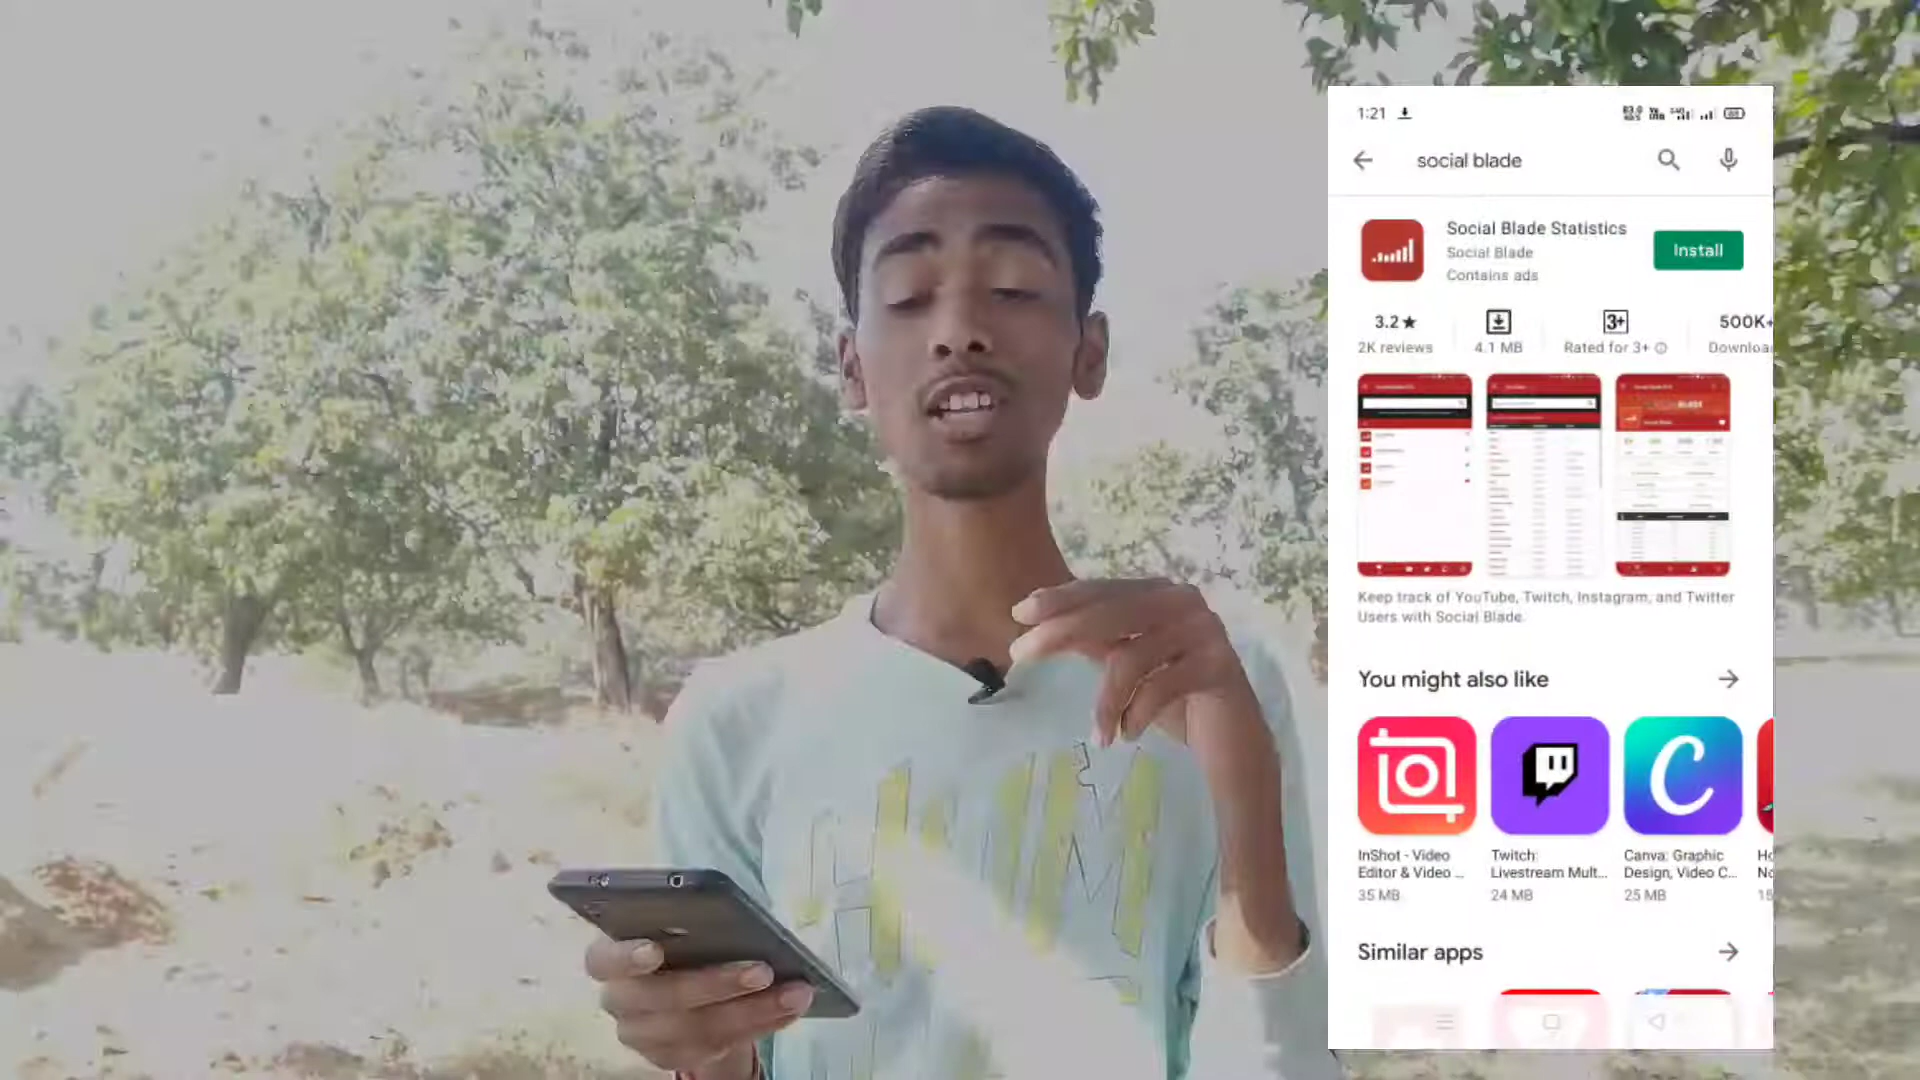 1:21
social blade
Social Blade Statistics
Social Blade
Contains ads
Install
3.2★
2K reviews
4.1 MB
3+
Rated for 3+
500K+
Downloa
Keep track of YouTube, Twitch, Instagram, and Twitter
Users with Social Blade.
You might also like
InShot - Video
Editor & Video ...
35 MB
Twitch:
Livestream Mult...
24 MB
Canva: Graphic
Design, Video C...
25 MB
Similar apps